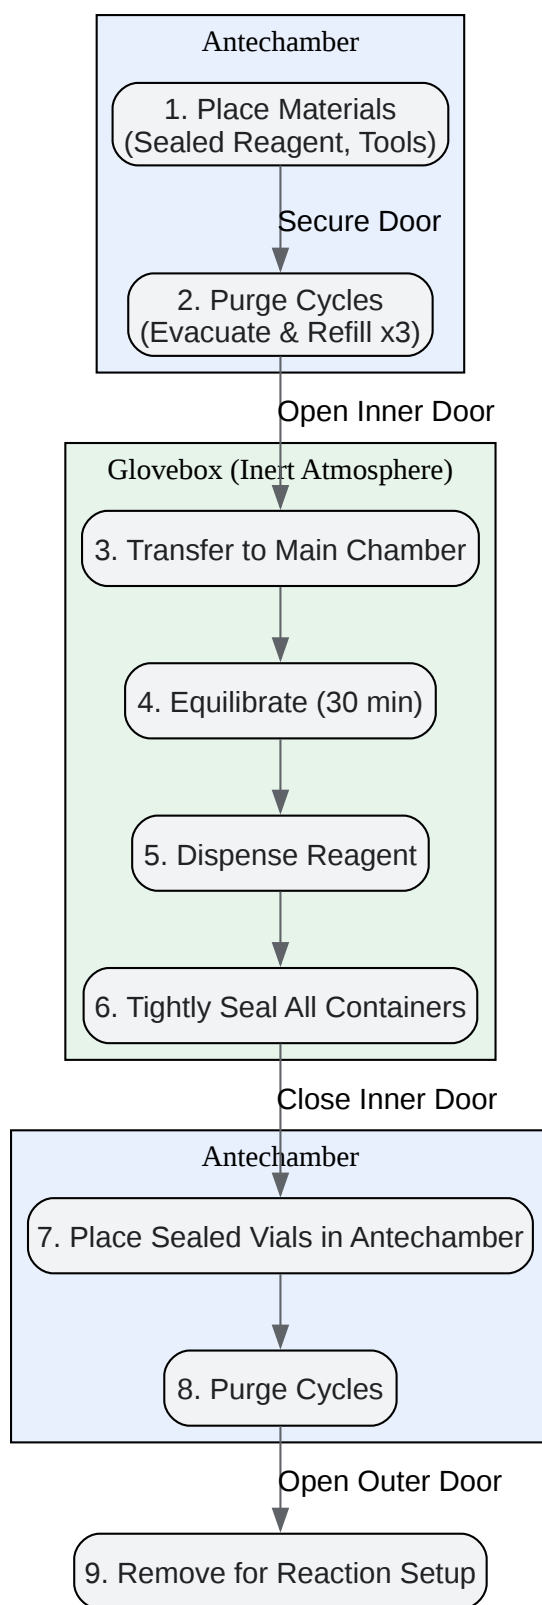 Antechamber
1. Place Materials
(Sealed Reagent, Tools)
Secure Door
2. Purge Cycles
(Evacuate & Refill x3)
Open Inner Door
Glovebox (Inert Atmosphere)
3. Transfer to Main Chamber
4. Equilibrate (30 min)
5. Dispense Reagent
6. Tightly Seal All Containers
Close Inner Door
Antechamber
7. Place Sealed Vials in Antechamber
8. Purge Cycles
Open Outer Door
9. Remove for Reaction Setup